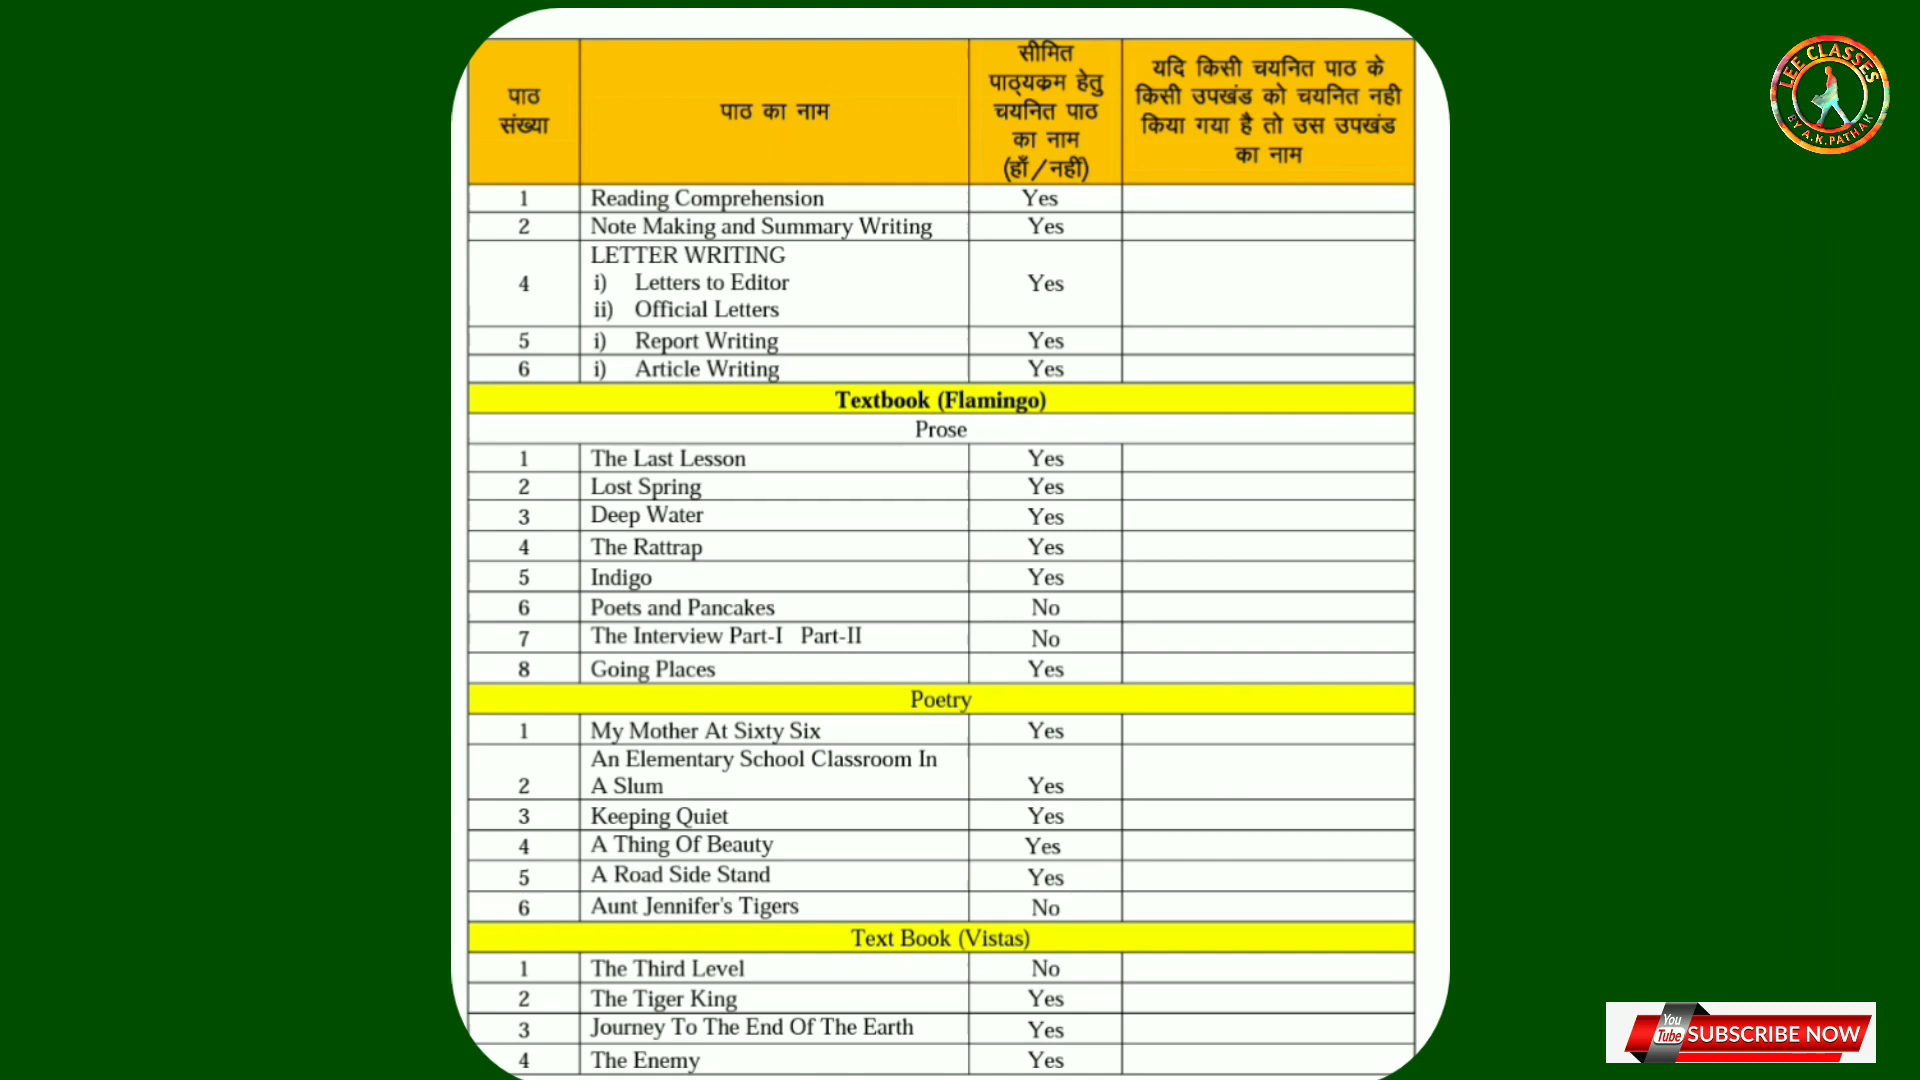 पाठ
संख्या
पाठ का नाम
सीमित
पाठ्यक्रम हेतु
चयनित पाठ
का नाम
(हाँ/नहीं)
यदि किसी चयनित पाठ के
किसी उपखंड को चयनित नही
किया गया है तो उस उपखंड
का नाम
1 Reading Comprehension Yes
2 Note Making and Summary Writing Yes
LETTER WRITING
4 i) Letters to Editor Yes
ii) Official Letters
5 i) Report Writing Yes
6 i) Article Writing Yes
Textbook (Flamingo)
Prose
1 The Last Lesson Yes
2 Lost Spring Yes
3 Deep Water Yes
4 The Rattrap Yes
5 Indigo Yes
6 Poets and Pancakes No
7 The Interview Part-I Part-II No
8 Going Places Yes
Poetry
1 My Mother At Sixty Six Yes
An Elementary School Classroom In
2 A Slum Yes
3 Keeping Quiet Yes
4 A Thing Of Beauty Yes
5 A Road Side Stand Yes
6 Aunt Jennifer's Tigers No
Text Book (Vistas)
1 The Third Level No
2 The Tiger King Yes
3 Journey To The End Of The Earth Yes
4 The Enemy Yes
LEE CLASSES
BY A.K.PATHAK
You
Tube SUBSCRIBE NOW